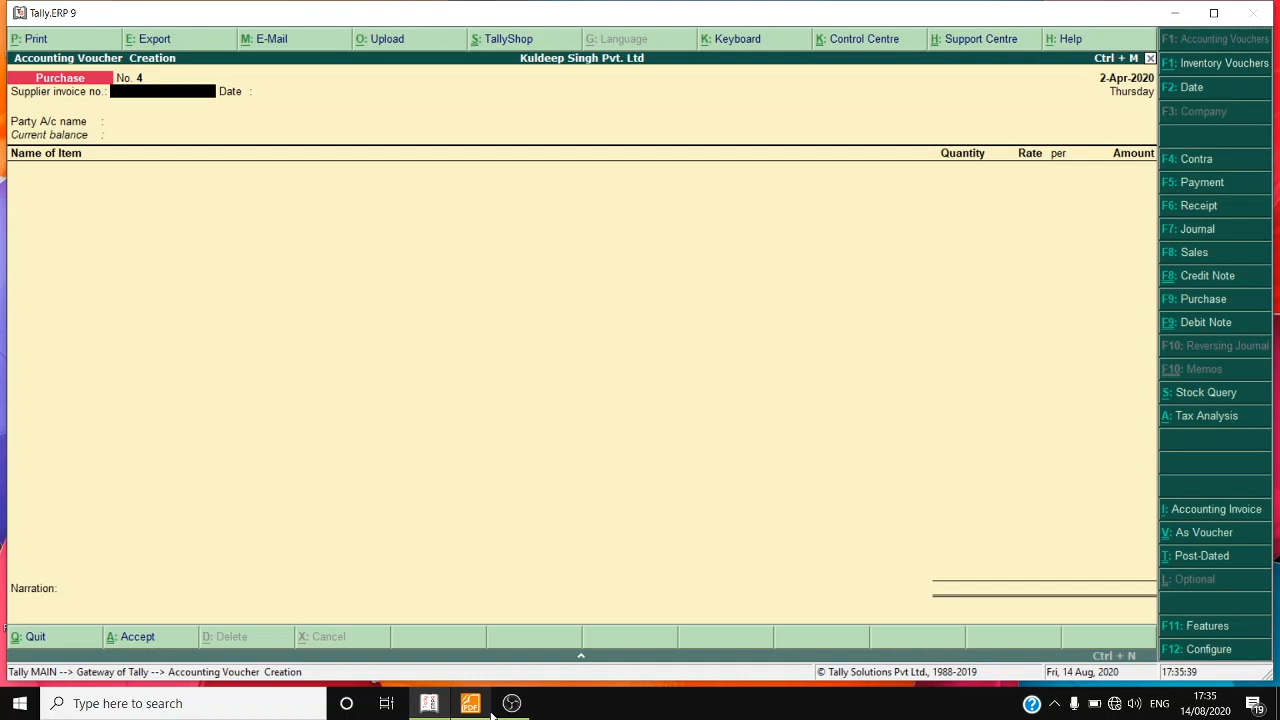 Tally.ERP 9
P: Print E: Export M: E-Mail O: Upload S: TallyShop G: Language K: Keyboard K: Control Centre H: Support Centre H: Help
Accounting Voucher Creation Kuldeep Singh Pvt. Ltd Ctrl + M
Purchase No. 4 2-Apr-2020
Supplier invoice no.: Date : Thursday
Party A/c name :
Current balance :
Name of Item Quantity Rate per Amount
Narration:
F1: Accounting Vouchers
F1: Inventory Vouchers
F2: Date
F3: Company
F4: Contra
F5: Payment
F6: Receipt
F7: Journal
F8: Sales
F8: Credit Note
F9: Purchase
F9: Debit Note
F10: Reversing Journal
F10: Memos
S: Stock Query
A: Tax Analysis
I: Accounting Invoice
V: As Voucher
T: Post-Dated
L: Optional
F11: Features
F12: Configure
Q: Quit A: Accept D: Delete X: Cancel
Ctrl + N
Tally MAIN --> Gateway of Tally --> Accounting Voucher Creation © Tally Solutions Pvt Ltd., 1988-2019 Fri, 14 Aug, 2020 17:35:39
Type here to search PDF ENG 17:35
14/08/2020 19